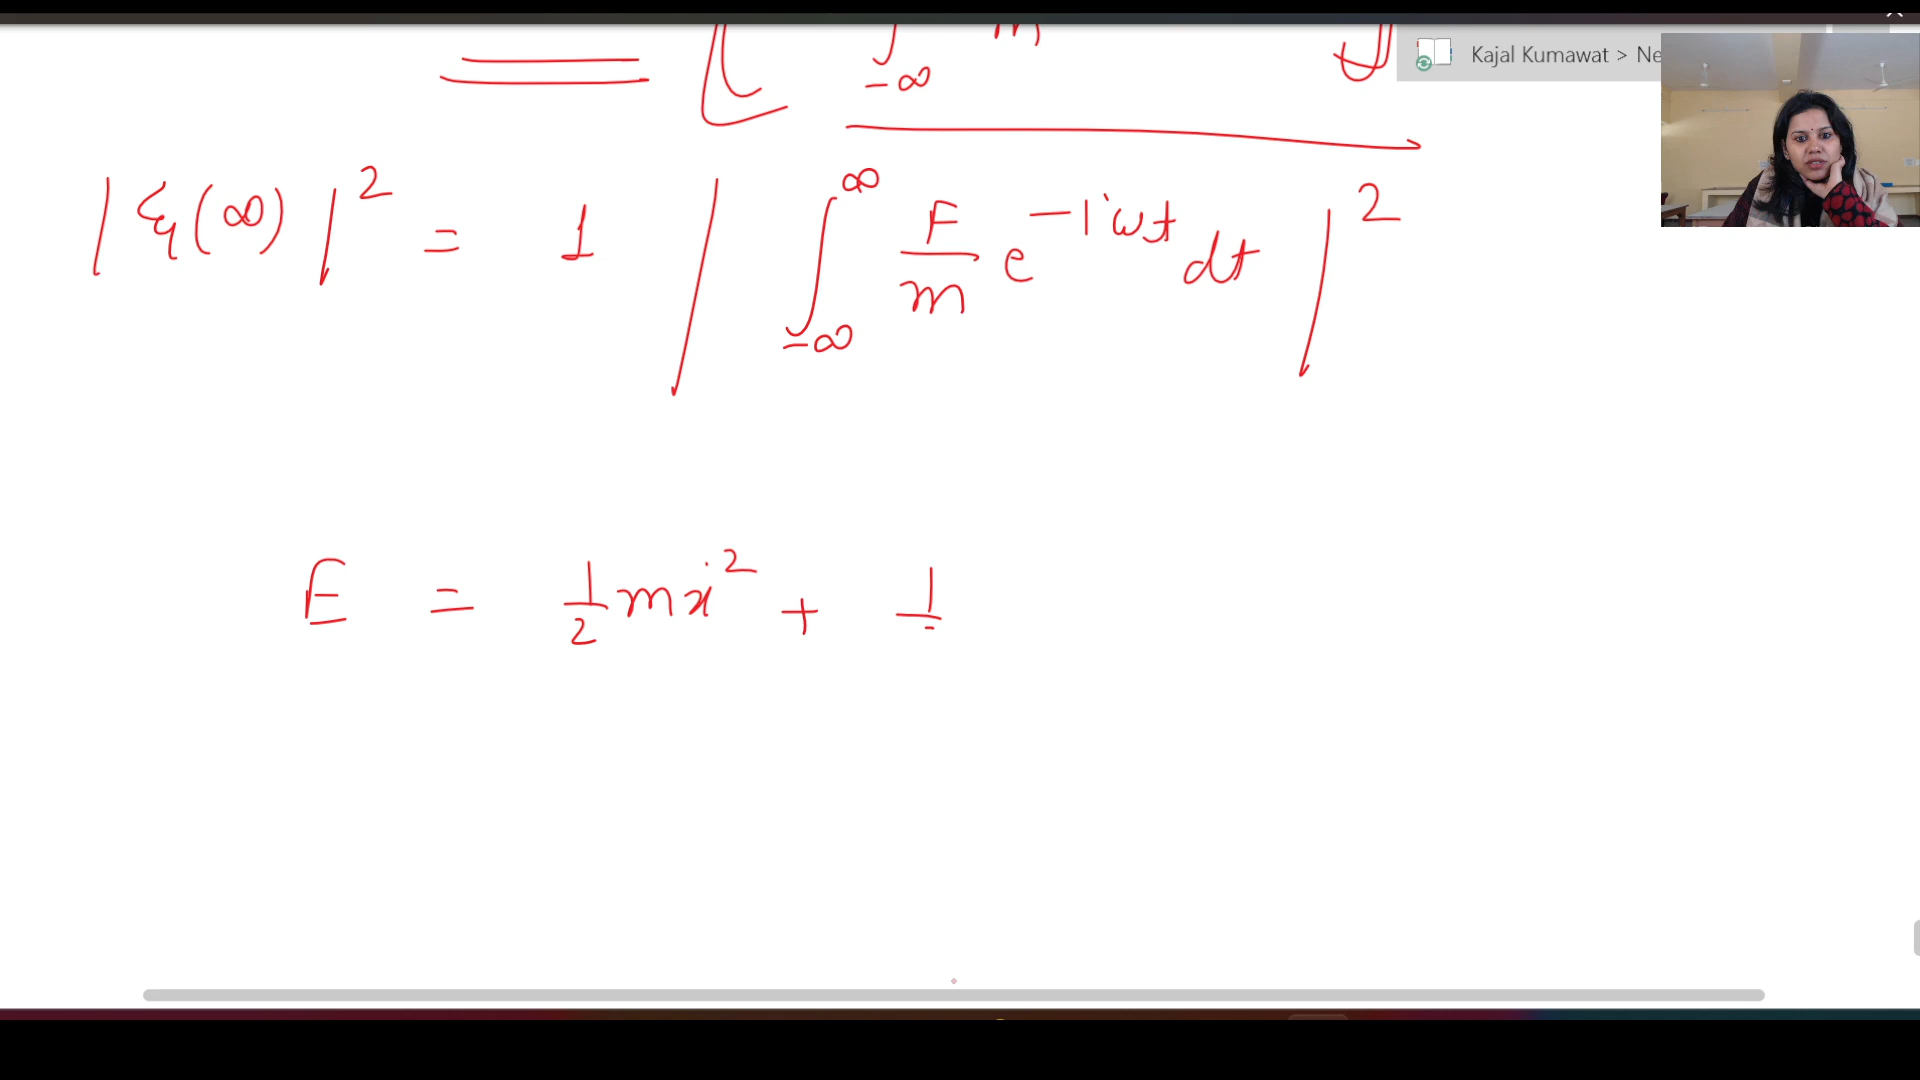 -∞ m
Kajal Kumawat > Ne
|ξ(∞)|² = 1 | ∫_{-∞}^{∞} F/m e^{-iωt} dt |²
E = 1/2 mẋ² + 1/